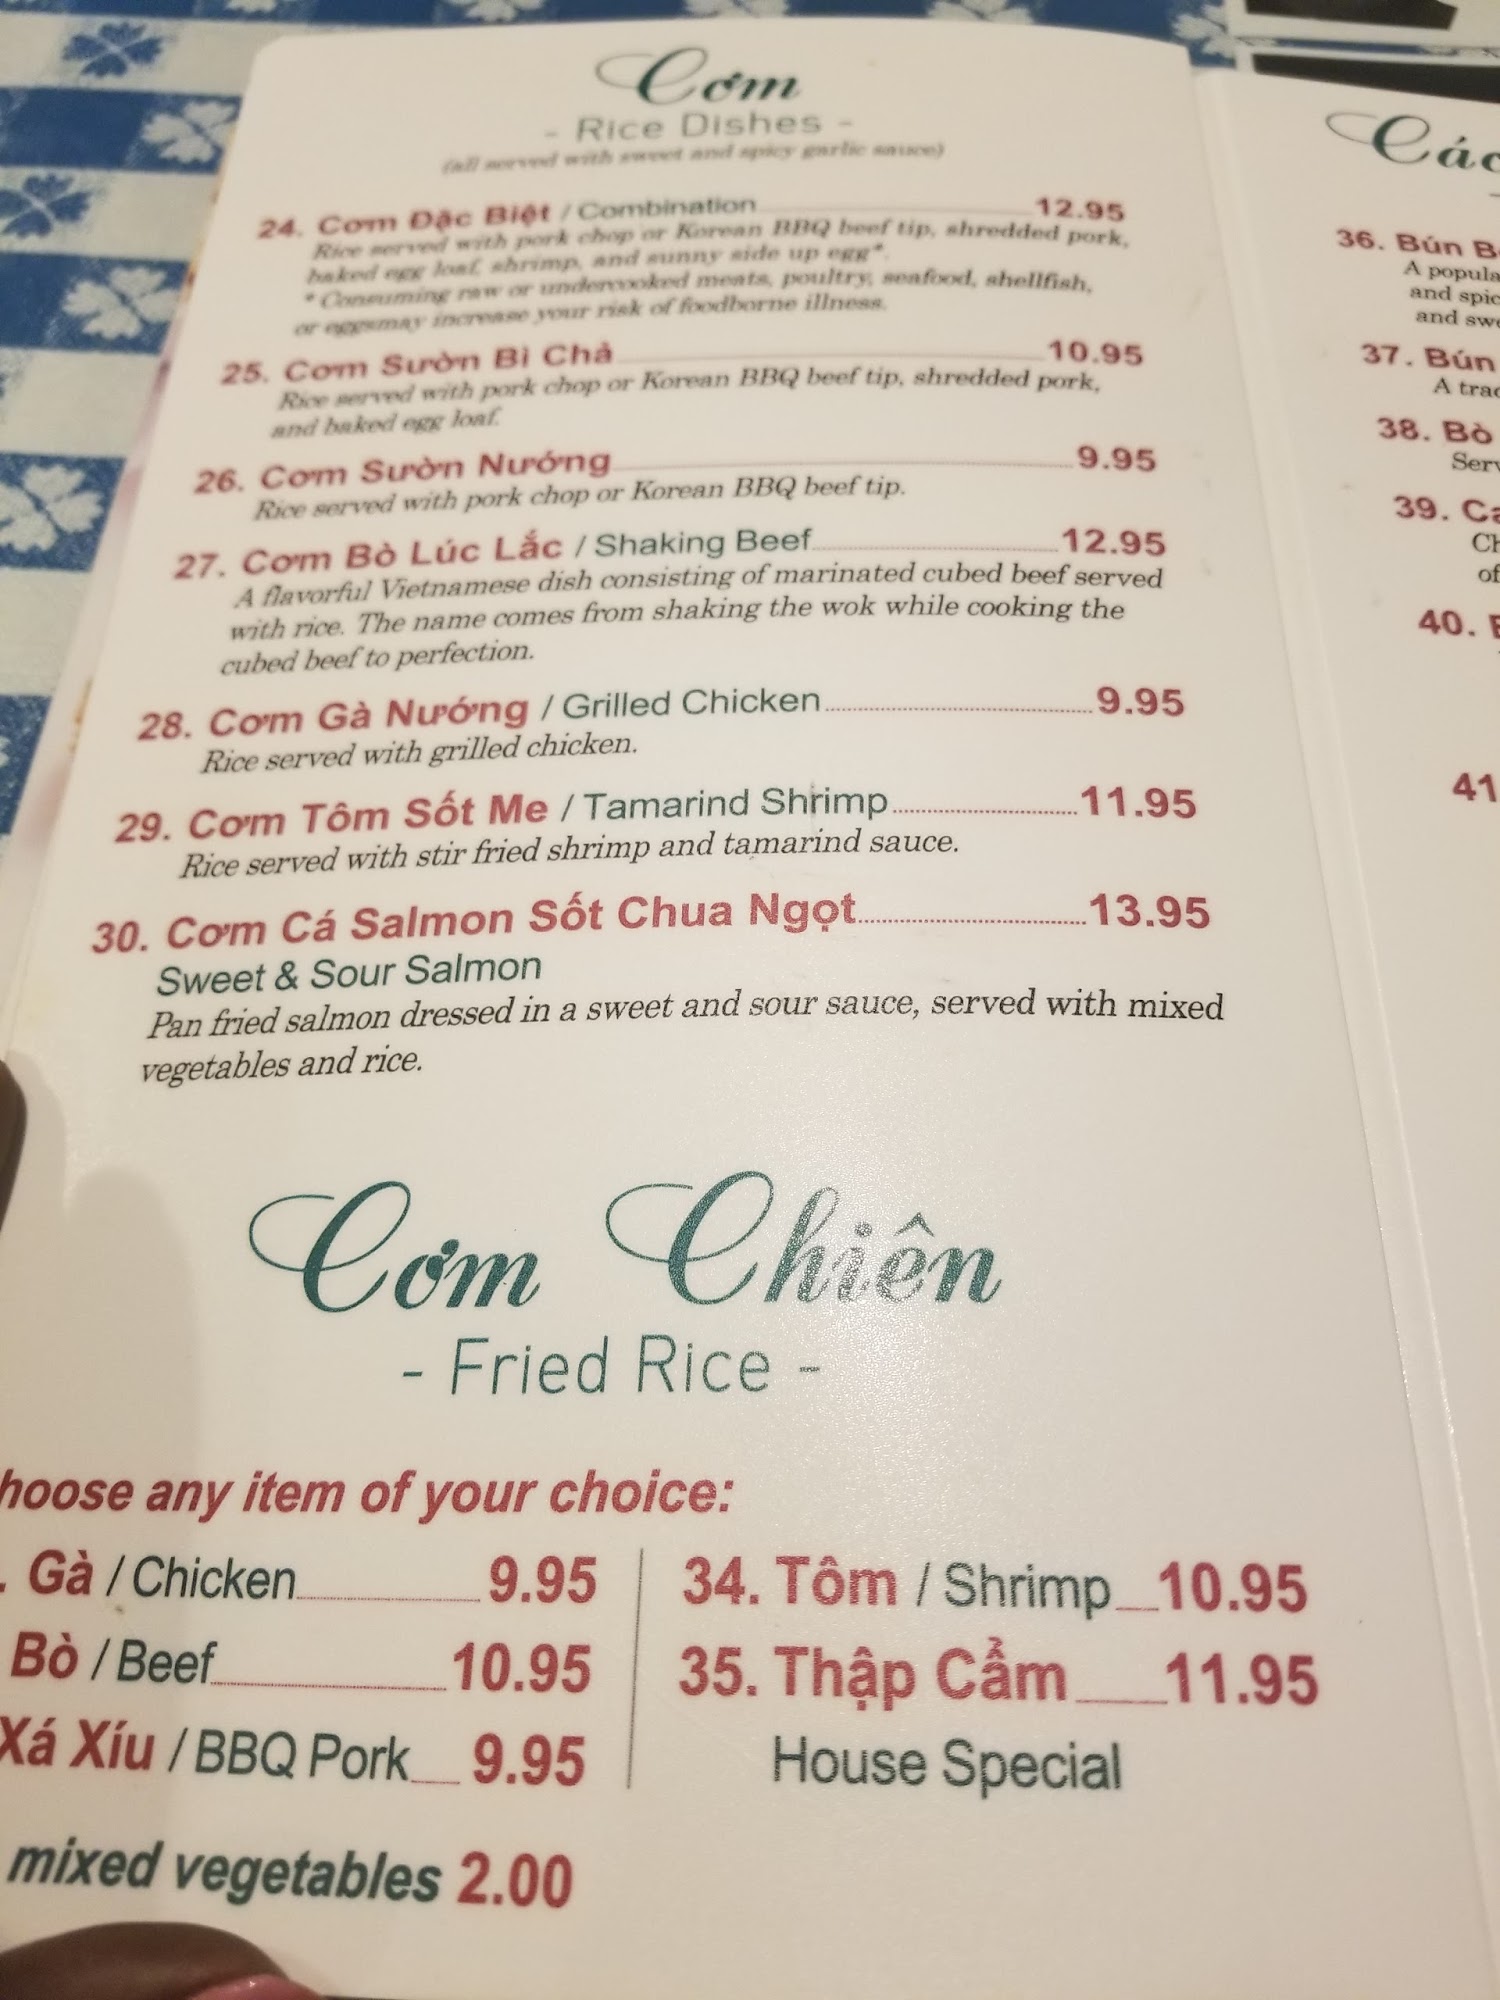 Cơm
- Rice Dishes -
(all served with sweet and spicy garlic sauce)
24. Cơm Đặc Biệt / Combination 12.95
Rice served with pork chop or Korean BBQ beef tip, shredded pork,
baked egg loaf, shrimp, and sunny side up egg*.
* Consuming raw or undercooked meats, poultry, seafood, shellfish,
or eggsmay increase your risk of foodborne illness.
25. Cơm Sườn Bì Chả 10.95
Rice served with pork chop or Korean BBQ beef tip, shredded pork,
and baked egg loaf.
26. Cơm Sườn Nướng 9.95
Rice served with pork chop or Korean BBQ beef tip.
27. Cơm Bò Lúc Lắc / Shaking Beef 12.95
A flavorful Vietnamese dish consisting of marinated cubed beef served
with rice. The name comes from shaking the wok while cooking the
cubed beef to perfection.
28. Cơm Gà Nướng / Grilled Chicken 9.95
Rice served with grilled chicken.
29. Cơm Tôm Sốt Me / Tamarind Shrimp 11.95
Rice served with stir fried shrimp and tamarind sauce.
30. Cơm Cá Salmon Sốt Chua Ngọt 13.95
Sweet & Sour Salmon
Pan fried salmon dressed in a sweet and sour sauce, served with mixed
vegetables and rice.
Cơm Chiên
- Fried Rice -
hoose any item of your choice:
. Gà / Chicken 9.95
Bò / Beef 10.95
Xá Xíu / BBQ Pork 9.95
mixed vegetables 2.00
34. Tôm / Shrimp 10.95
35. Thập Cẩm 11.95
House Special
Các
36. Bún B
A popula
and spic
and swe
37. Bún
A trad
38. Bò
Serv
39. Ca
Ch
of
40.
41